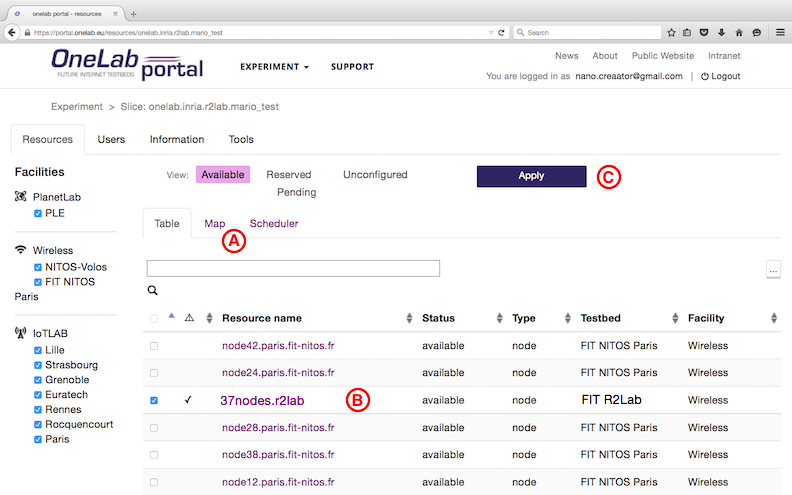 onelab portal - resources
https://portal.onelab.eu/resources/onelab.inria.r2lab.mario_test
Search
OneLab portal
FUTURE INTERNET TESTBEDS
EXPERIMENT
SUPPORT
News About Public Website Intranet
You are logged in as nano.creaator@gmail.com | Logout
Experiment > Slice: onelab.inria.r2lab.mario_test
Resources Users Information Tools
Facilities
PlanetLab
PLE
Wireless
NITOS-Volos
FIT NITOS
Paris
IoTLAB
Lille
Strasbourg
Grenoble
Euratech
Rennes
Rocquencourt
Paris
View: Available Reserved Unconfigured
Pending
Apply
C
Table Map Scheduler
A
...
Resource name Status Type Testbed Facility
node42.paris.fit-nitos.fr available node FIT NITOS Paris Wireless
node24.paris.fit-nitos.fr available node FIT NITOS Paris Wireless
37nodes.r2lab B available node FIT R2Lab Wireless
node28.paris.fit-nitos.fr available node FIT NITOS Paris Wireless
node38.paris.fit-nitos.fr available node FIT NITOS Paris Wireless
node12.paris.fit-nitos.fr available node FIT NITOS Paris Wireless